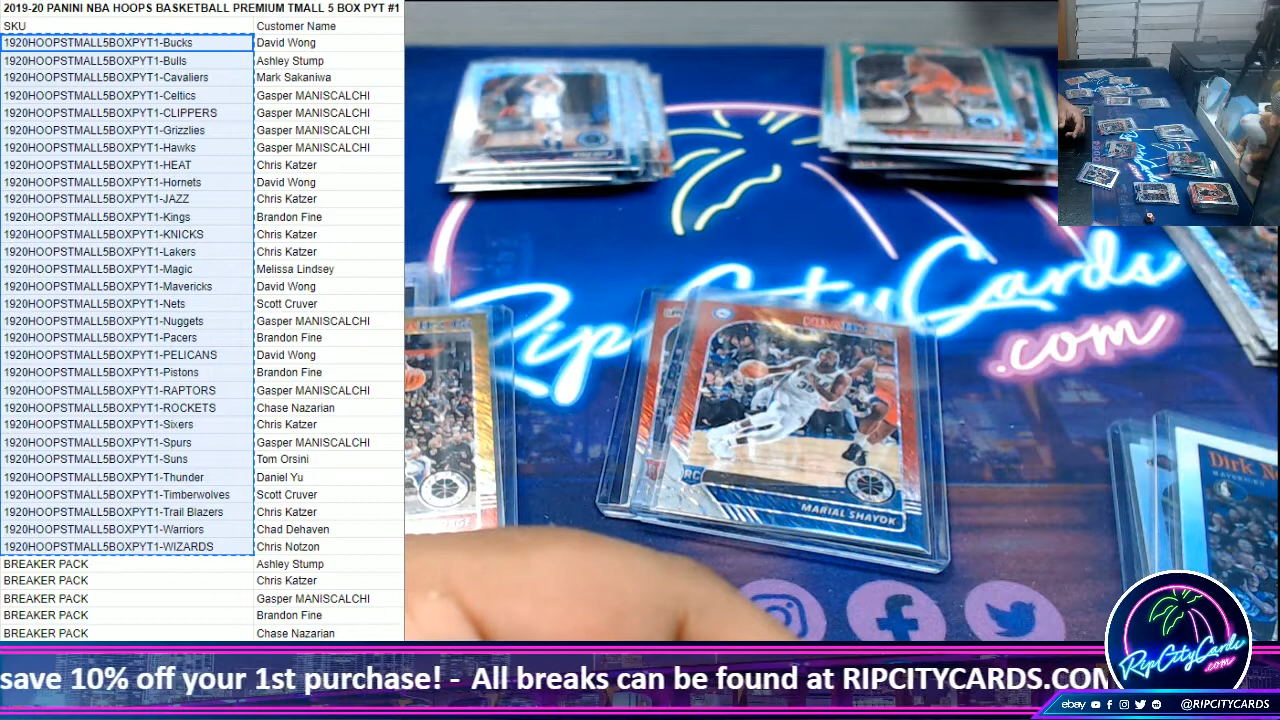 2019-20 PANINI NBA HOOPS BASKETBALL PREMIUM TMALL 5 BOX PYT #1
SKU Customer Name
1920HOOPSTMALL5BOXPYT1-Bucks David Wong
1920HOOPSTMALL5BOXPYT1-Bulls Ashley Stump
1920HOOPSTMALL5BOXPYT1-Cavaliers Mark Sakaniwa
1920HOOPSTMALL5BOXPYT1-Celtics Gasper MANISCALCHI
1920HOOPSTMALL5BOXPYT1-CLIPPERS Gasper MANISCALCHI
1920HOOPSTMALL5BOXPYT1-Grizzlies Gasper MANISCALCHI
1920HOOPSTMALL5BOXPYT1-Hawks Gasper MANISCALCHI
1920HOOPSTMALL5BOXPYT1-HEAT Chris Katzer
1920HOOPSTMALL5BOXPYT1-Hornets David Wong
1920HOOPSTMALL5BOXPYT1-JAZZ Chris Katzer
1920HOOPSTMALL5BOXPYT1-Kings Brandon Fine
1920HOOPSTMALL5BOXPYT1-KNICKS Chris Katzer
1920HOOPSTMALL5BOXPYT1-Lakers Chris Katzer
1920HOOPSTMALL5BOXPYT1-Magic Melissa Lindsey
1920HOOPSTMALL5BOXPYT1-Mavericks David Wong
1920HOOPSTMALL5BOXPYT1-Nets Scott Cruver
1920HOOPSTMALL5BOXPYT1-Nuggets Gasper MANISCALCHI
1920HOOPSTMALL5BOXPYT1-Pacers Brandon Fine
1920HOOPSTMALL5BOXPYT1-PELICANS David Wong
1920HOOPSTMALL5BOXPYT1-Pistons Brandon Fine
1920HOOPSTMALL5BOXPYT1-RAPTORS Gasper MANISCALCHI
1920HOOPSTMALL5BOXPYT1-ROCKETS Chase Nazarian
1920HOOPSTMALL5BOXPYT1-Sixers Chris Katzer
1920HOOPSTMALL5BOXPYT1-Spurs Gasper MANISCALCHI
1920HOOPSTMALL5BOXPYT1-Suns Tom Orsini
1920HOOPSTMALL5BOXPYT1-Thunder Daniel Yu
1920HOOPSTMALL5BOXPYT1-Timberwolves Scott Cruver
1920HOOPSTMALL5BOXPYT1-Trail Blazers Chris Katzer
1920HOOPSTMALL5BOXPYT1-Warriors Chad Dehaven
1920HOOPSTMALL5BOXPYT1-WIZARDS Chris Notzon
BREAKER PACK Ashley Stump
BREAKER PACK Chris Katzer
BREAKER PACK Gasper MANISCALCHI
BREAKER PACK Brandon Fine
BREAKER PACK Chase Nazarian
RipCityCards
.com
RC
MARIAL SHAYOK
Dirk N
MAVERICKS
RipCityCards
.com
save 10% off your 1st purchase! - All breaks can be found at RIPCITYCARDS.COM
ebay @RIPCITYCARDS